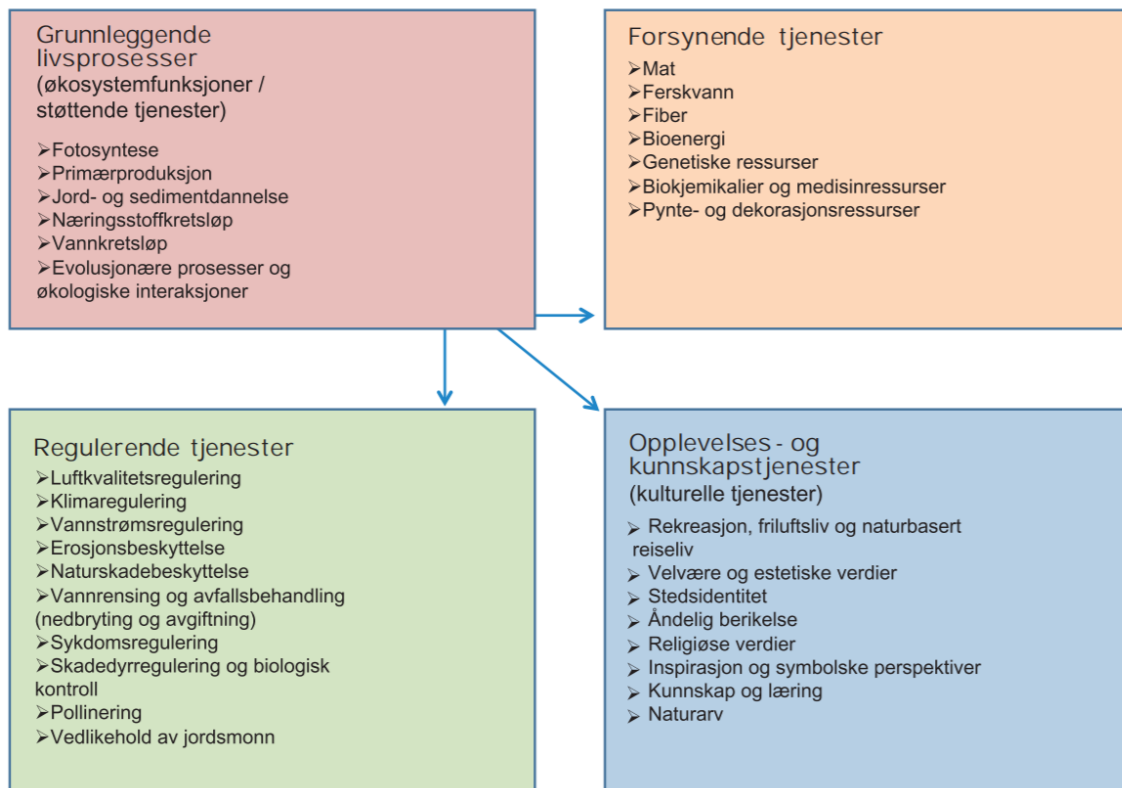 Grunnleggende
livsprosesser
(økosystemfunksjoner /
støttende tjenester)
➢Fotosyntese
➢Primærproduksjon
➢Jord- og sedimentdannelse
➢Næringsstoffkretsløp
➢Vannkretsløp
➢Evolusjonære prosesser og
økologiske interaksjoner
Forsynende tjenester
➢Mat
➢Ferskvann
➢Fiber
➢Bioenergi
➢Genetiske ressurser
➢Biokjemikalier og medisinressurser
➢Pynte- og dekorasjonsressurser
Regulerende tjenester
➢Luftkvalitetsregulering
➢Klimaregulering
➢Vannstrømsregulering
➢Erosjonsbeskyttelse
➢Naturskadebeskyttelse
➢Vannrensing og avfallsbehandling
(nedbryting og avgiftning)
➢Sykdomsregulering
➢Skadedyrregulering og biologisk
kontroll
➢Pollinering
➢Vedlikehold av jordsmonn
Opplevelses- og
kunnskapstjenester
(kulturelle tjenester)
➢ Rekreasjon, friluftsliv og naturbasert
reiseliv
➢ Velvære og estetiske verdier
➢ Stedsidentitet
➢ Åndelig berikelse
➢ Religiøse verdier
➢ Inspirasjon og symbolske perspektiver
➢ Kunnskap og læring
➢ Naturarv